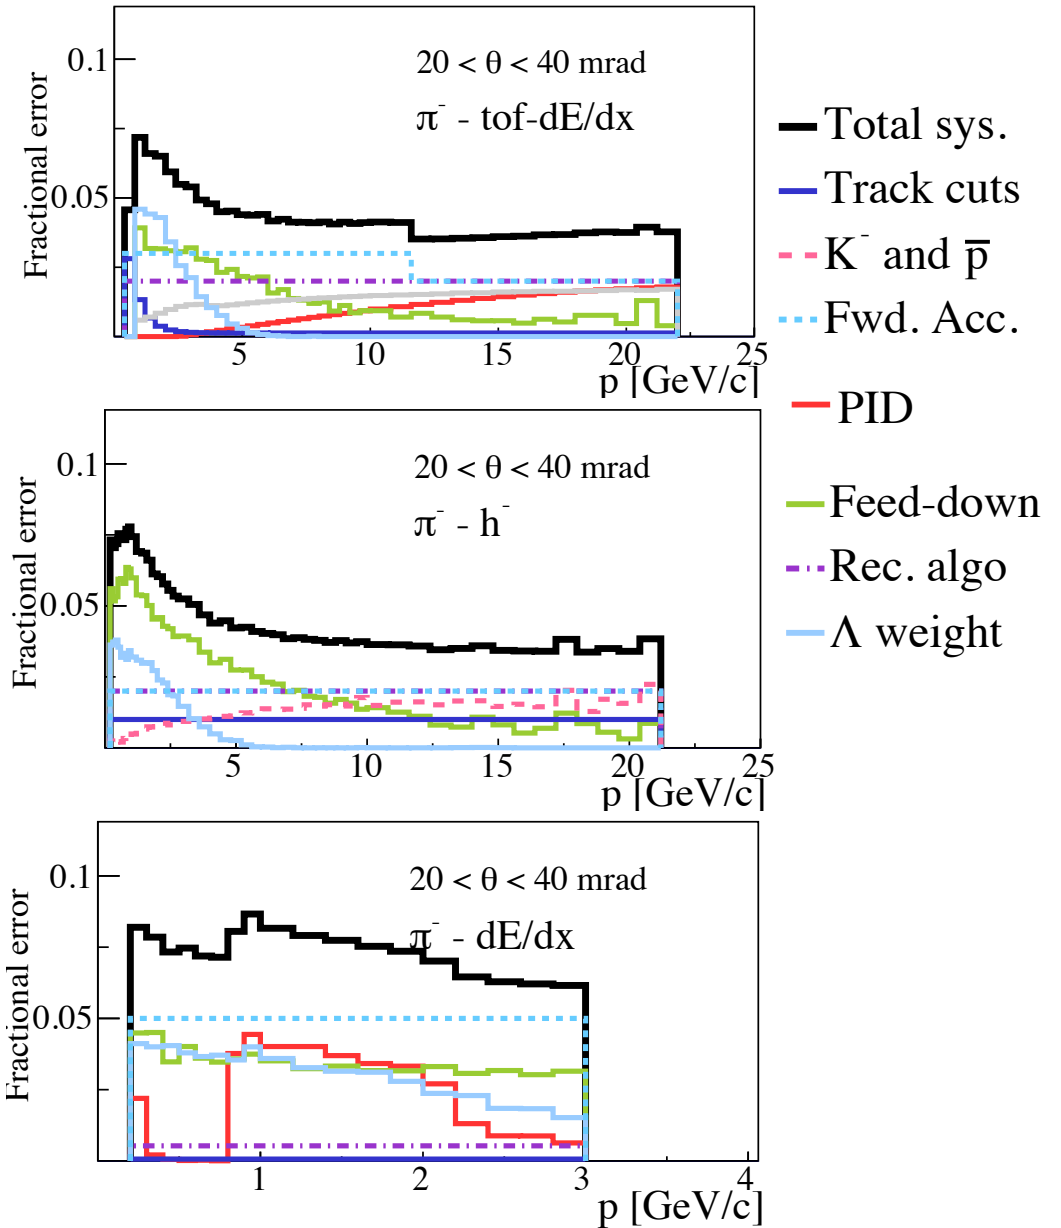 20 < θ < 40 mrad
π⁻ - tof-dE/dx
Fractional error
0.1
0.05
5
10
15
20
25
p [GeV/c]
20 < θ < 40 mrad
π⁻ - h⁻
Fractional error
0.1
0.05
5
10
15
20
25
p [GeV/c]
20 < θ < 40 mrad
π⁻ - dE/dx
Fractional error
0.1
0.05
1
2
3
4
p [GeV/c]
Total sys.
Track cuts
K⁻ and p̅
Fwd. Acc.
PID
Feed-down
Rec. algo
Λ weight